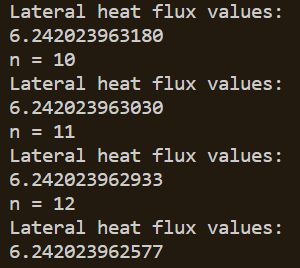 Lateral heat flux values:
6.242023963180
n = 10
Lateral heat flux values:
6.242023963030
n = 11
Lateral heat flux values:
6.242023962933
n = 12
Lateral heat flux values:
6.242023962577